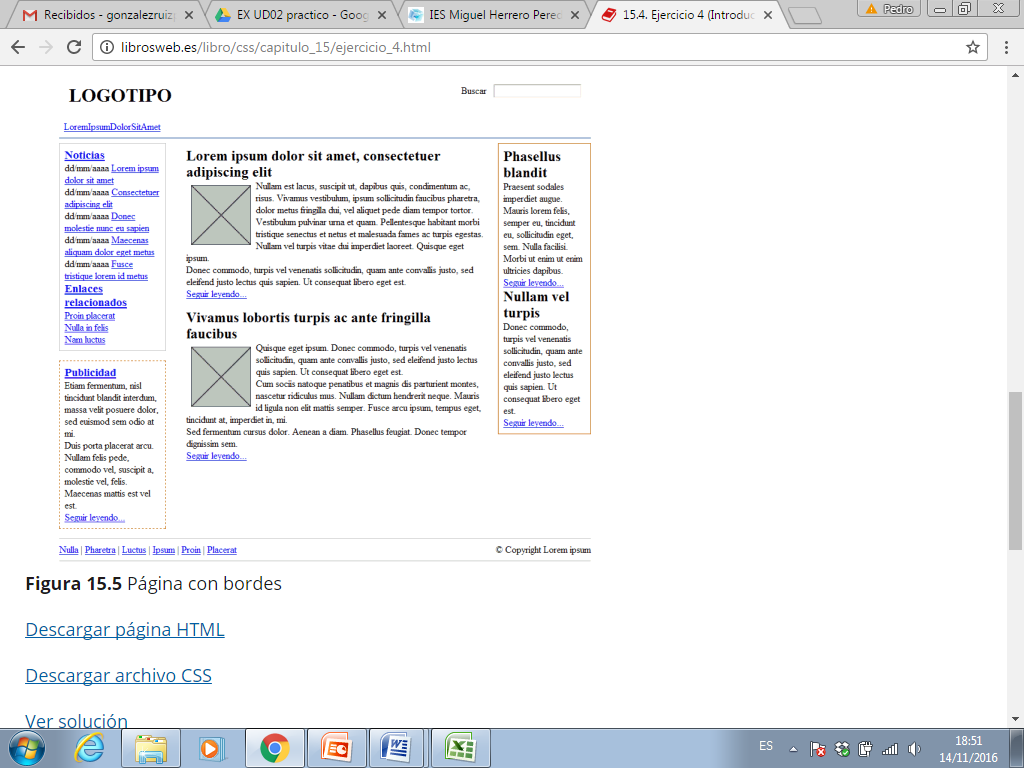 Recibidos - gonzalezruizp
EX UD02 practico - Goog
IES Miguel Herrero Pered
15.4. Ejercicio 4 (Introducc
Pedro
librosweb.es/libro/css/capitulo_15/ejercicio_4.html
LOGOTIPO
Buscar
LoremIpsumDolorSitAmet
Noticias
dd/mm/aaaa Lorem ipsum
dolor sit amet
dd/mm/aaaa Consectetuer
adipiscing elit
dd/mm/aaaa Donec
molestie nunc eu sapien
dd/mm/aaaa Maecenas
aliquam dolor eget metus
dd/mm/aaaa Fusce
tristique lorem id metus
Enlaces
relacionados
Proin placerat
Nulla in felis
Nam luctus
Publicidad
Etiam fermentum, nisl
tincidunt blandit interdum,
massa velit posuere dolor,
sed euismod sem odio at
mi.
Duis porta placerat arcu.
Nullam felis pede,
commodo vel, suscipit a,
molestie vel, felis.
Maecenas mattis est vel
est.
Seguir leyendo...
Lorem ipsum dolor sit amet, consectetuer
adipiscing elit
Nullam est lacus, suscipit ut, dapibus quis, condimentum ac,
risus. Vivamus vestibulum, ipsum sollicitudin faucibus pharetra,
dolor metus fringilla dui, vel aliquet pede diam tempor tortor.
Vestibulum pulvinar urna et quam. Pellentesque habitant morbi
tristique senectus et netus et malesuada fames ac turpis egestas.
Nullam vel turpis vitae dui imperdiet laoreet. Quisque eget
ipsum.
Donec commodo, turpis vel venenatis sollicitudin, quam ante convallis justo, sed
eleifend justo lectus quis sapien. Ut consequat libero eget est.
Seguir leyendo...
Vivamus lobortis turpis ac ante fringilla
faucibus
Quisque eget ipsum. Donec commodo, turpis vel venenatis
sollicitudin, quam ante convallis justo, sed eleifend justo lectus
quis sapien. Ut consequat libero eget est.
Cum sociis natoque penatibus et magnis dis parturient montes,
nascetur ridiculus mus. Nullam dictum hendrerit neque. Mauris
id ligula non elit mattis semper. Fusce arcu ipsum, tempus eget,
tincidunt at, imperdiet in, mi.
Sed fermentum cursus dolor. Aenean a diam. Phasellus feugiat. Donec tempor
dignissim sem.
Seguir leyendo...
Phasellus
blandit
Praesent sodales
imperdiet augue.
Mauris lorem felis,
semper eu, tincidunt
eu, sollicitudin eget,
sem. Nulla facilisi.
Morbi ut enim ut enim
ultricies dapibus.
Seguir leyendo...
Nullam vel
turpis
Donec commodo,
turpis vel venenatis
sollicitudin, quam ante
convallis justo, sed
eleifend justo lectus
quis sapien. Ut
consequat libero eget
est.
Seguir leyendo...
Nulla | Pharetra | Luctus | Ipsum | Proin | Placerat
© Copyright Lorem ipsum
Figura 15.5 Página con bordes
Descargar página HTML
Descargar archivo CSS
Ver solución
ES
18:51
14/11/2016